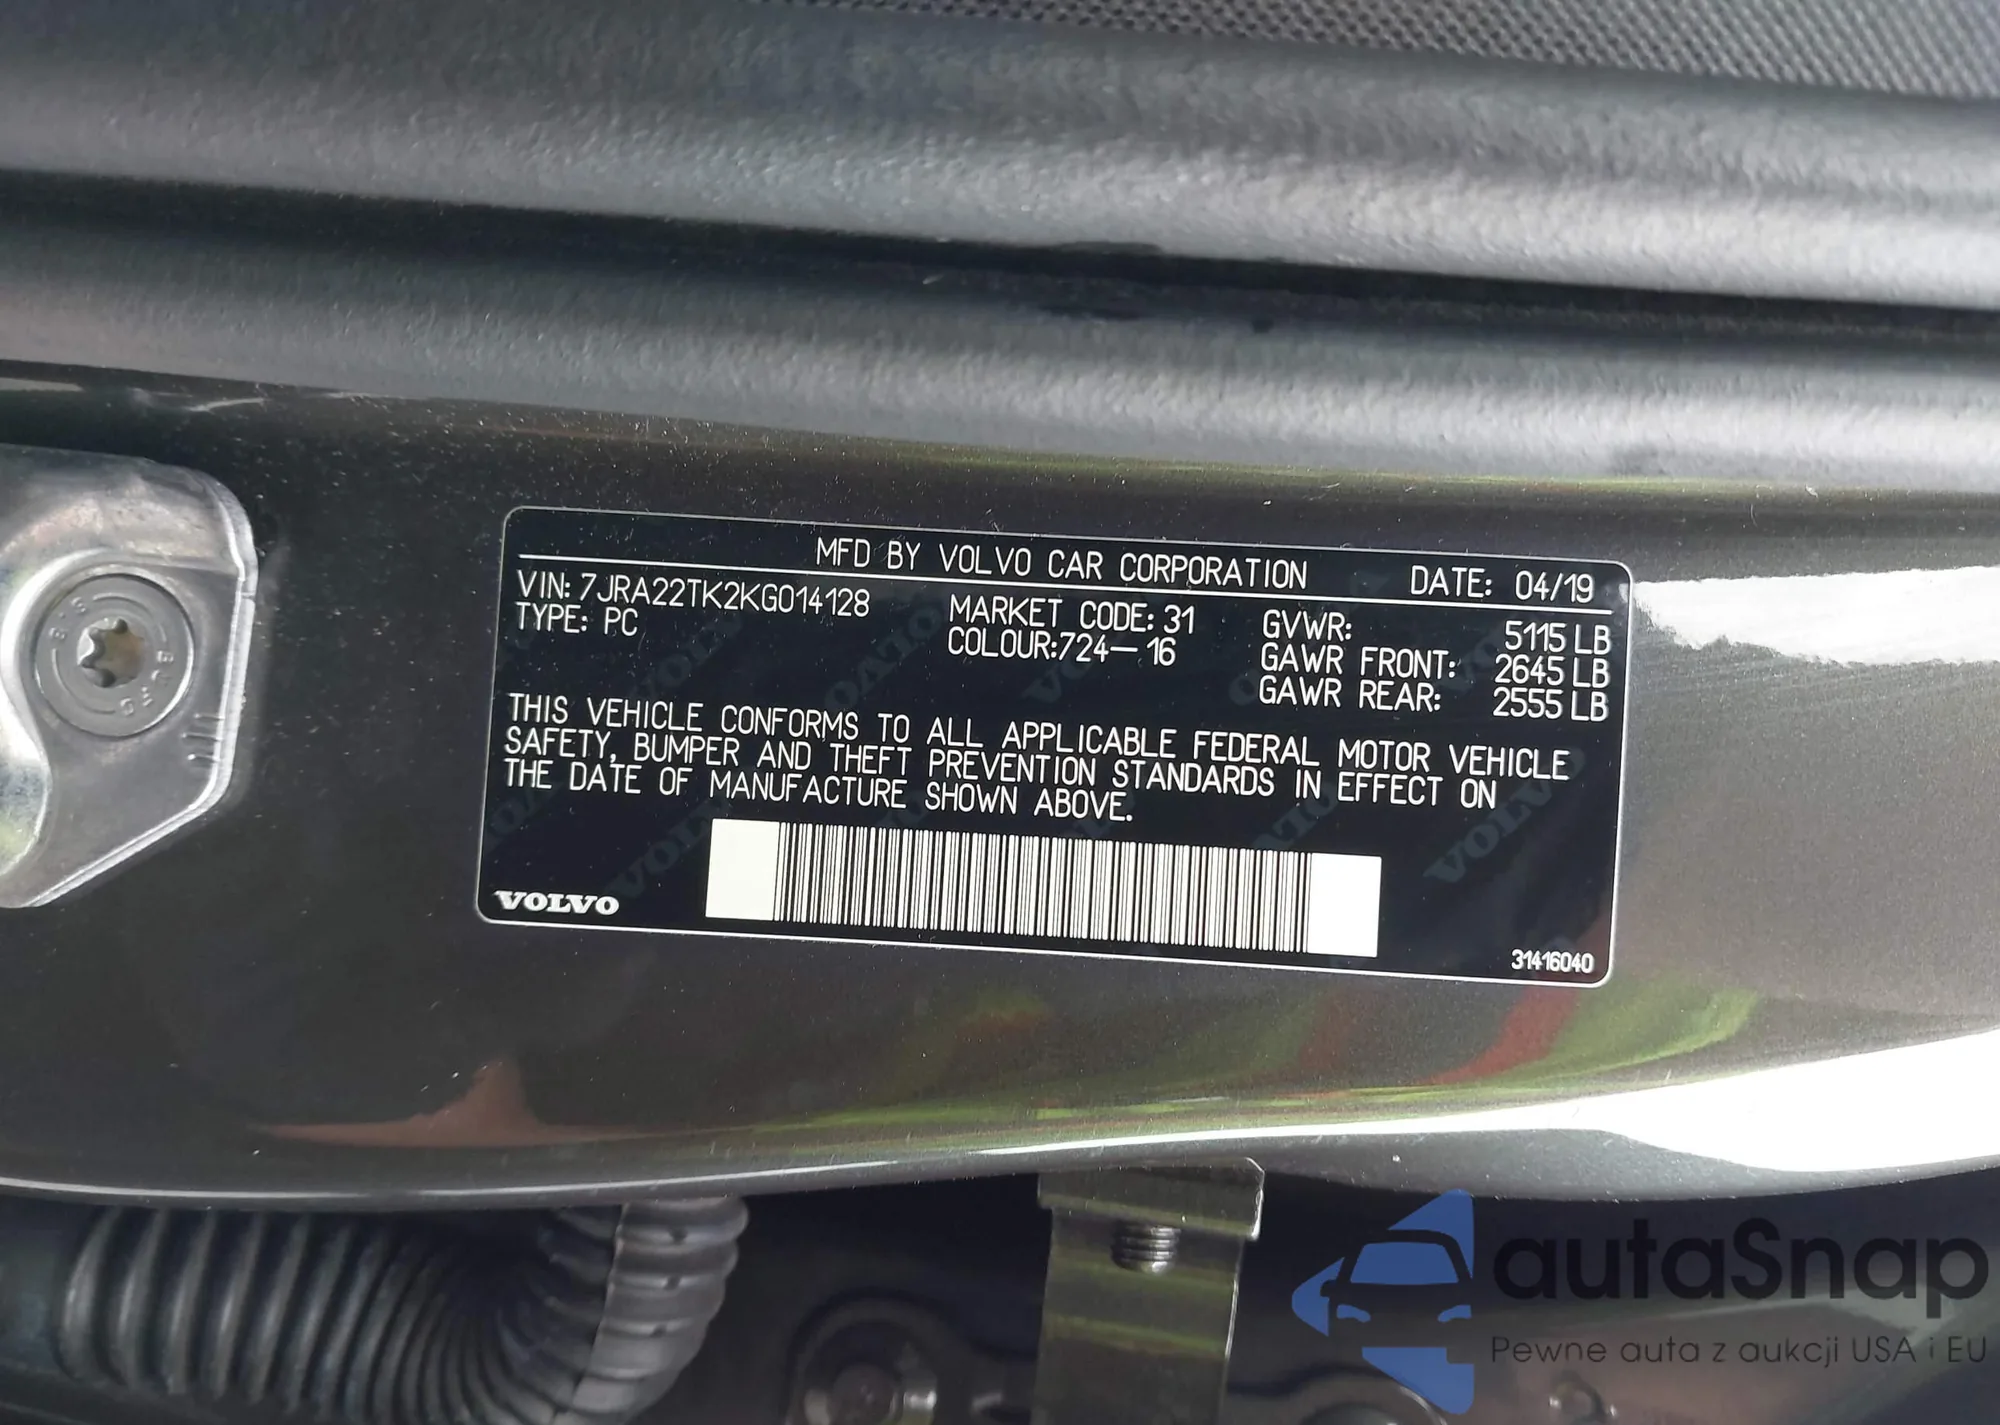 MFD BY VOLVO CAR CORPORATION DATE: 04/19
VIN: 7JRA22TK2KG014128 MARKET CODE: 31 GVWR: 5115 LB
TYPE: PC COLOUR:724-16 GAWR FRONT: 2645 LB
GAWR REAR: 2555 LB
THIS VEHICLE CONFORMS TO ALL APPLICABLE FEDERAL MOTOR VEHICLE
SAFETY, BUMPER AND THEFT PREVENTION STANDARDS IN EFFECT ON
THE DATE OF MANUFACTURE SHOWN ABOVE.
VOLVO
31416040
autaSnap
Pewne auta z aukcji USA i EU